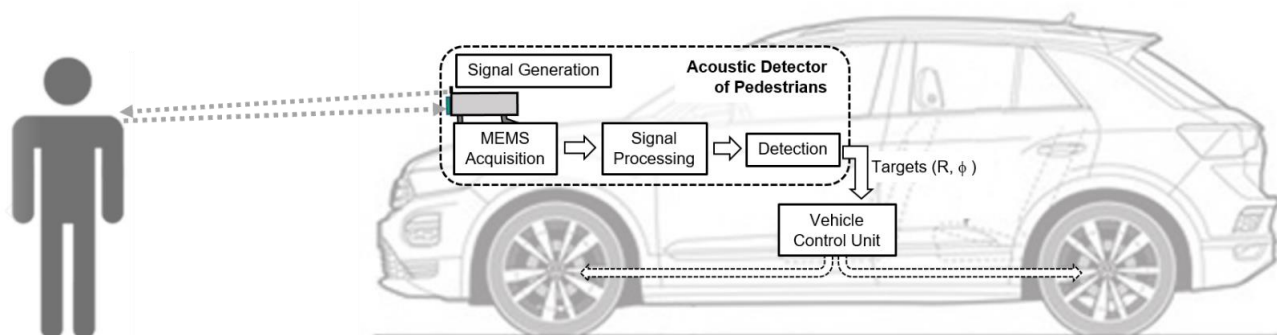 Signal Generation
Acoustic Detector
of Pedestrians
MEMS
Acquisition
Signal
Processing
Detection
Targets (R, ϕ )
Vehicle
Control Unit